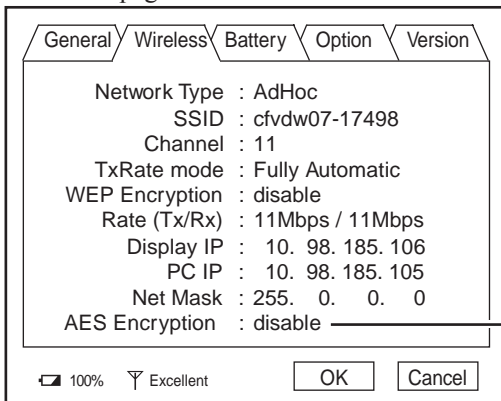 General Wireless Battery Option Version
Network Type : AdHoc
SSID : cfvdw07-17498
Channel : 11
TxRate mode : Fully Automatic
WEP Encryption : disable
Rate (Tx/Rx) : 11Mbps / 11Mbps
Display IP : 10. 98. 185. 106
PC IP : 10. 98. 185. 105
Net Mask : 255. 0. 0. 0
AES Encryption : disable
100% Excellent OK Cancel